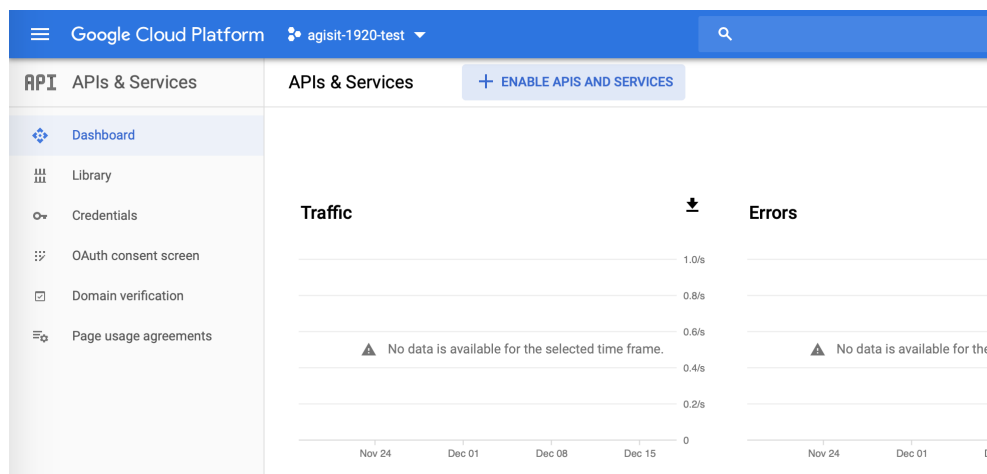 Google Cloud Platform agisit-1920-test
API APIs & Services
APIs & Services
ENABLE APIS AND SERVICES
Dashboard
Library
Credentials
OAuth consent screen
Domain verification
Page usage agreements
Traffic
1.0/s
0.8/s
0.6/s
No data is available for the selected time frame.
0.4/s
0.2/s
0
Nov 24 Dec 01 Dec 08 Dec 15
Errors
No data is available for the
Nov 24 Dec 01